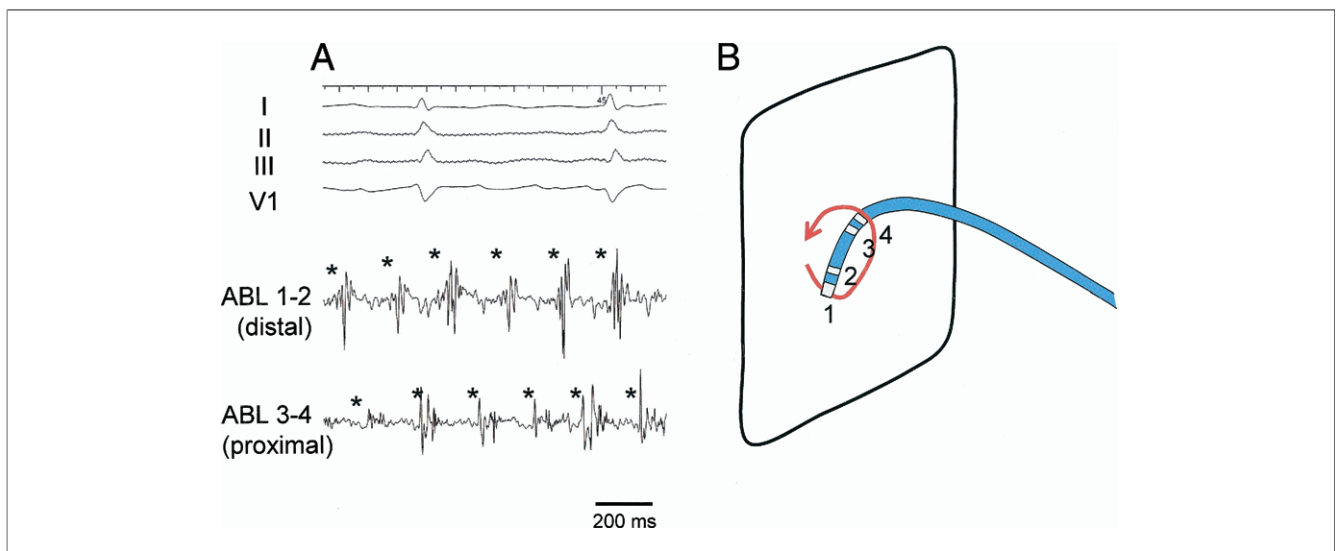 A
B
I
II
III
V1
45
* * * * * *
ABL 1-2
(distal)
* * * * * *
ABL 3-4
(proximal)
1
2
3
4
200 ms